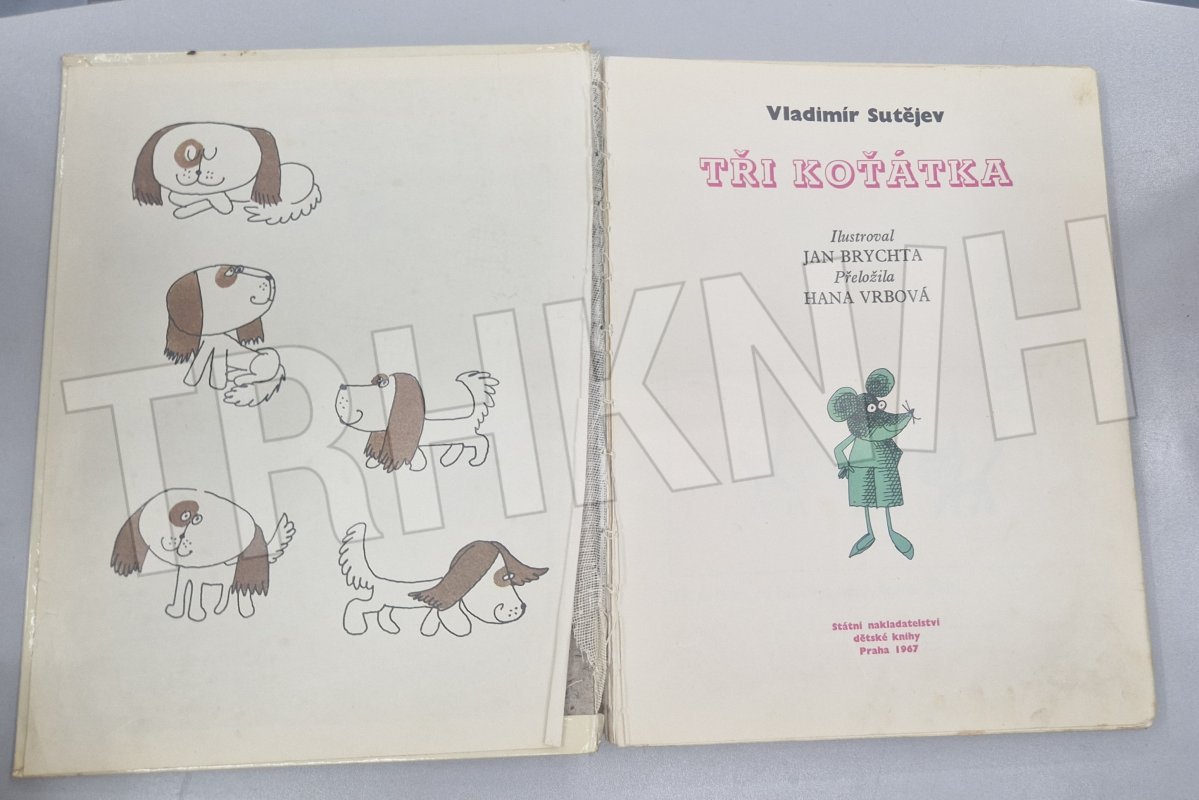 Vladimír Sutějev
TŘI KOŤÁTKA
Ilustroval
JAN BRYCHTA
Přeložila
HANA VRBOVÁ
TRHKNIH
Státní nakladatelství
dětské knihy
Praha 1967